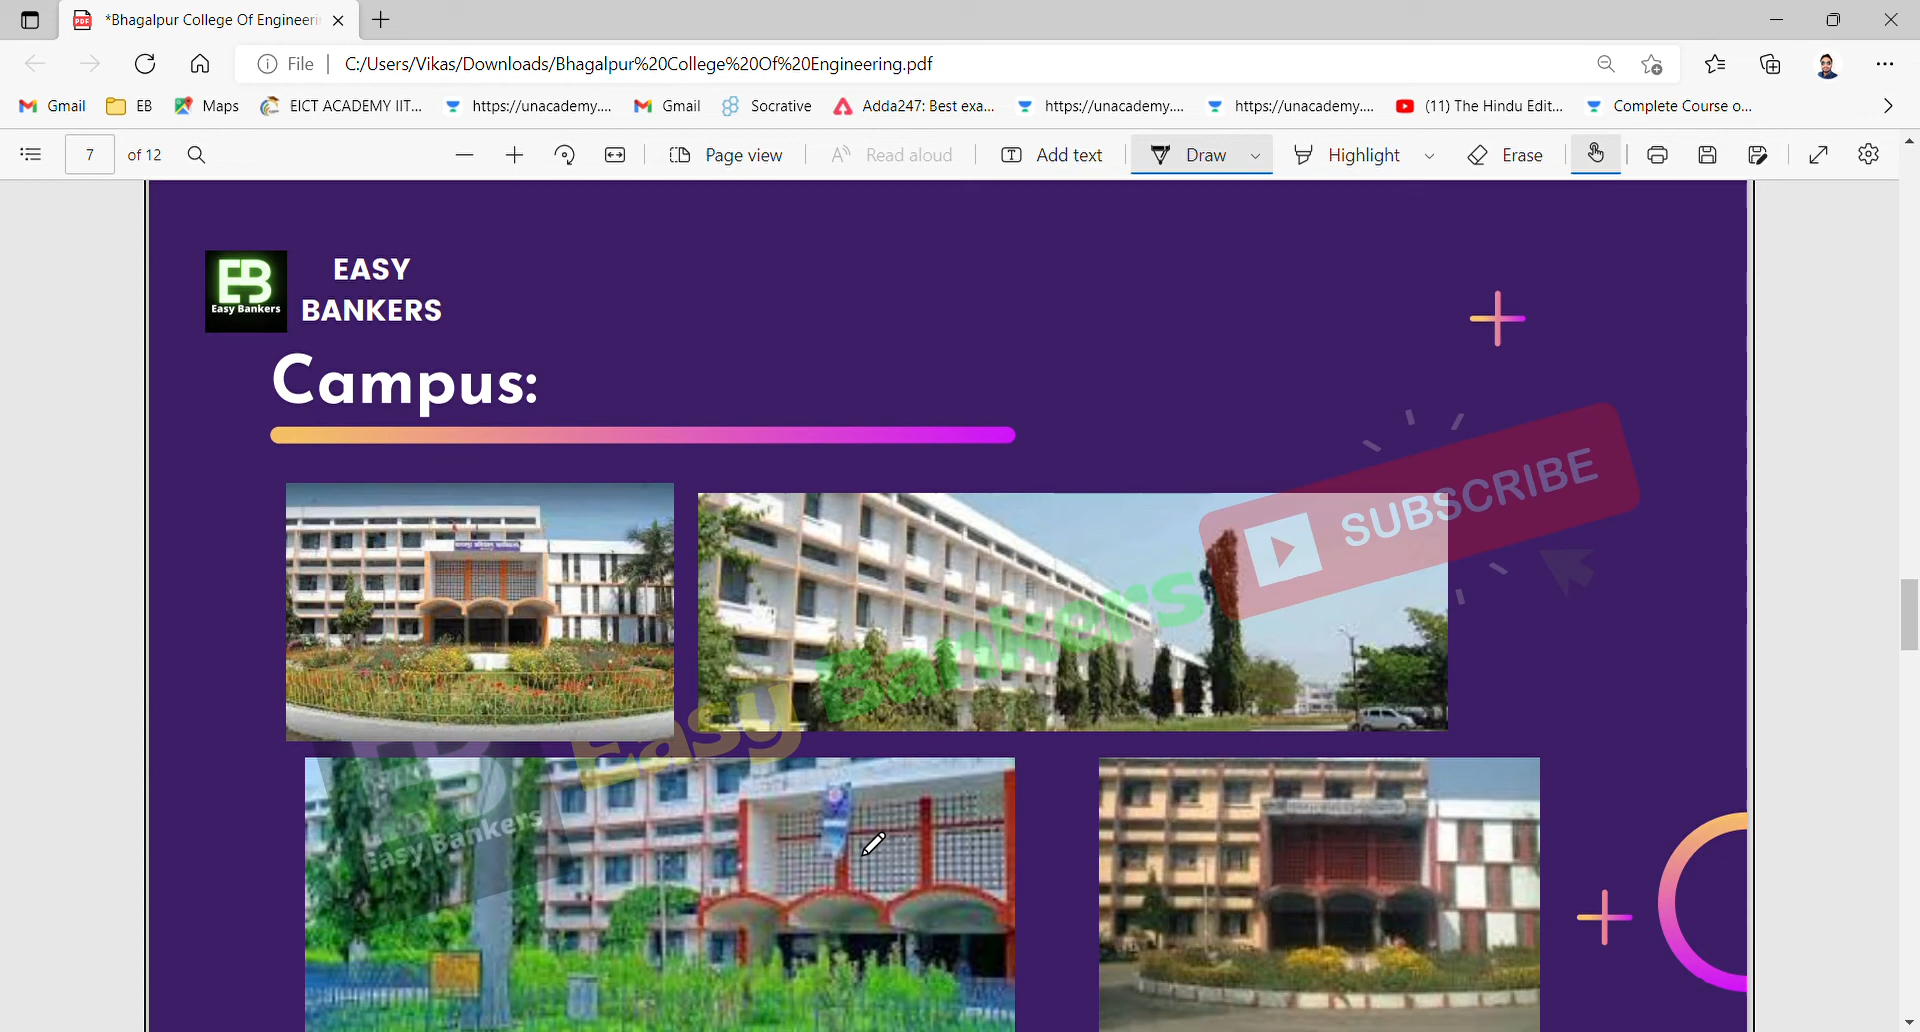 *Bhagalpur College Of Engineeri
File
C:/Users/Vikas/Downloads/Bhagalpur%20College%20Of%20Engineering.pdf
Gmail
EB
Maps
EICT ACADEMY IIT...
https://unacademy....
Gmail
Socrative
Adda247: Best exa...
https://unacademy....
https://unacademy....
(11) The Hindu Edit...
Complete Course o...
7 of 12
Page view
Read aloud
Add text
Draw
Highlight
Erase
EB
Easy Bankers
EASY
BANKERS
Campus:
SUBSCRIBE
Easy Bankers
EB
Easy Bankers